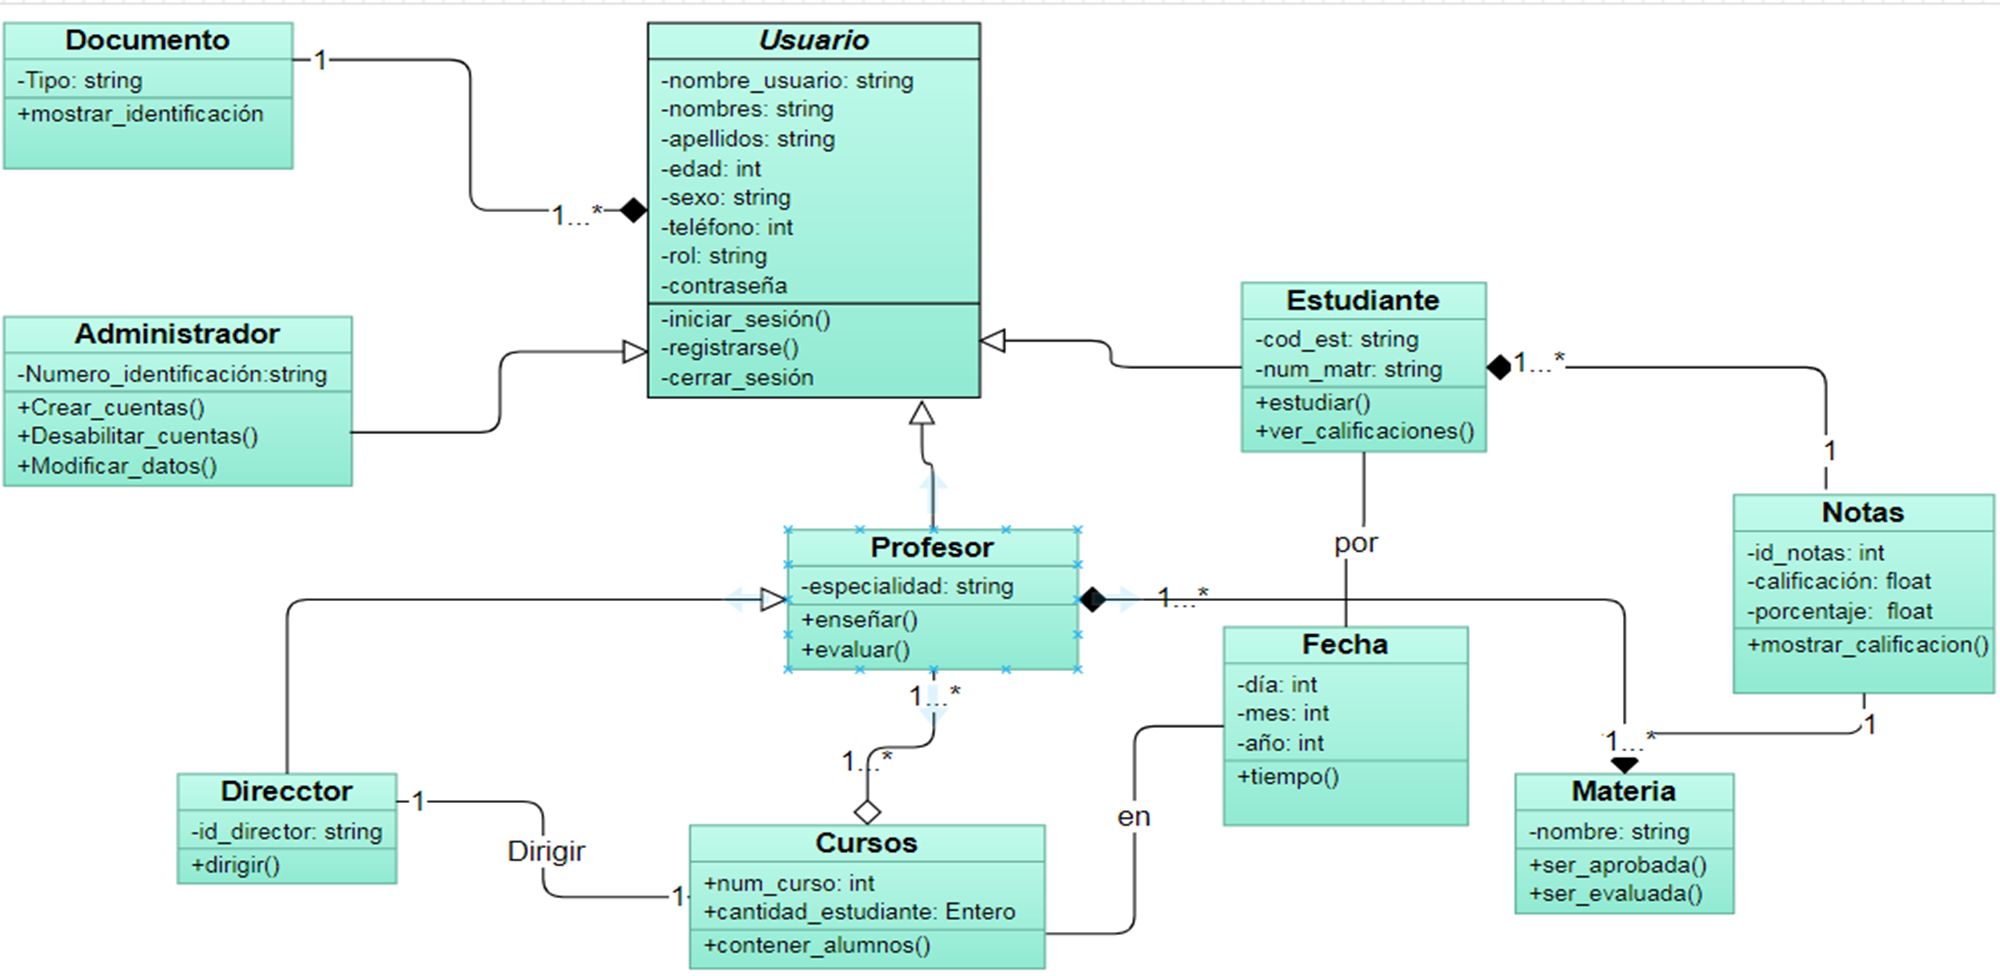 Documento
-Tipo: string
+mostrar_identificación
1
1...*
Usuario
-nombre_usuario: string
-nombres: string
-apellidos: string
-edad: int
-sexo: string
-teléfono: int
-rol: string
-contraseña
-iniciar_sesión()
-registrarse()
-cerrar_sesión
Administrador
-Numero_identificación:string
+Crear_cuentas()
+Desabilitar_cuentas()
+Modificar_datos()
Estudiante
-cod_est: string
-num_matr: string
+estudiar()
+ver_calificaciones()
1...*
1
por
Notas
-id_notas: int
-calificación: float
-porcentaje:  float
+mostrar_calificacion()
1
Profesor
-especialidad: string
+enseñar()
+evaluar()
1...*
1...*
1...*
Fecha
-día: int
-mes: int
-año: int
+tiempo()
en
1...*
Materia
-nombre: string
+ser_aprobada()
+ser_evaluada()
Direcctor
-id_director: string
+dirigir()
1
Dirigir
1
Cursos
+num_curso: int
+cantidad_estudiante: Entero
+contener_alumnos()